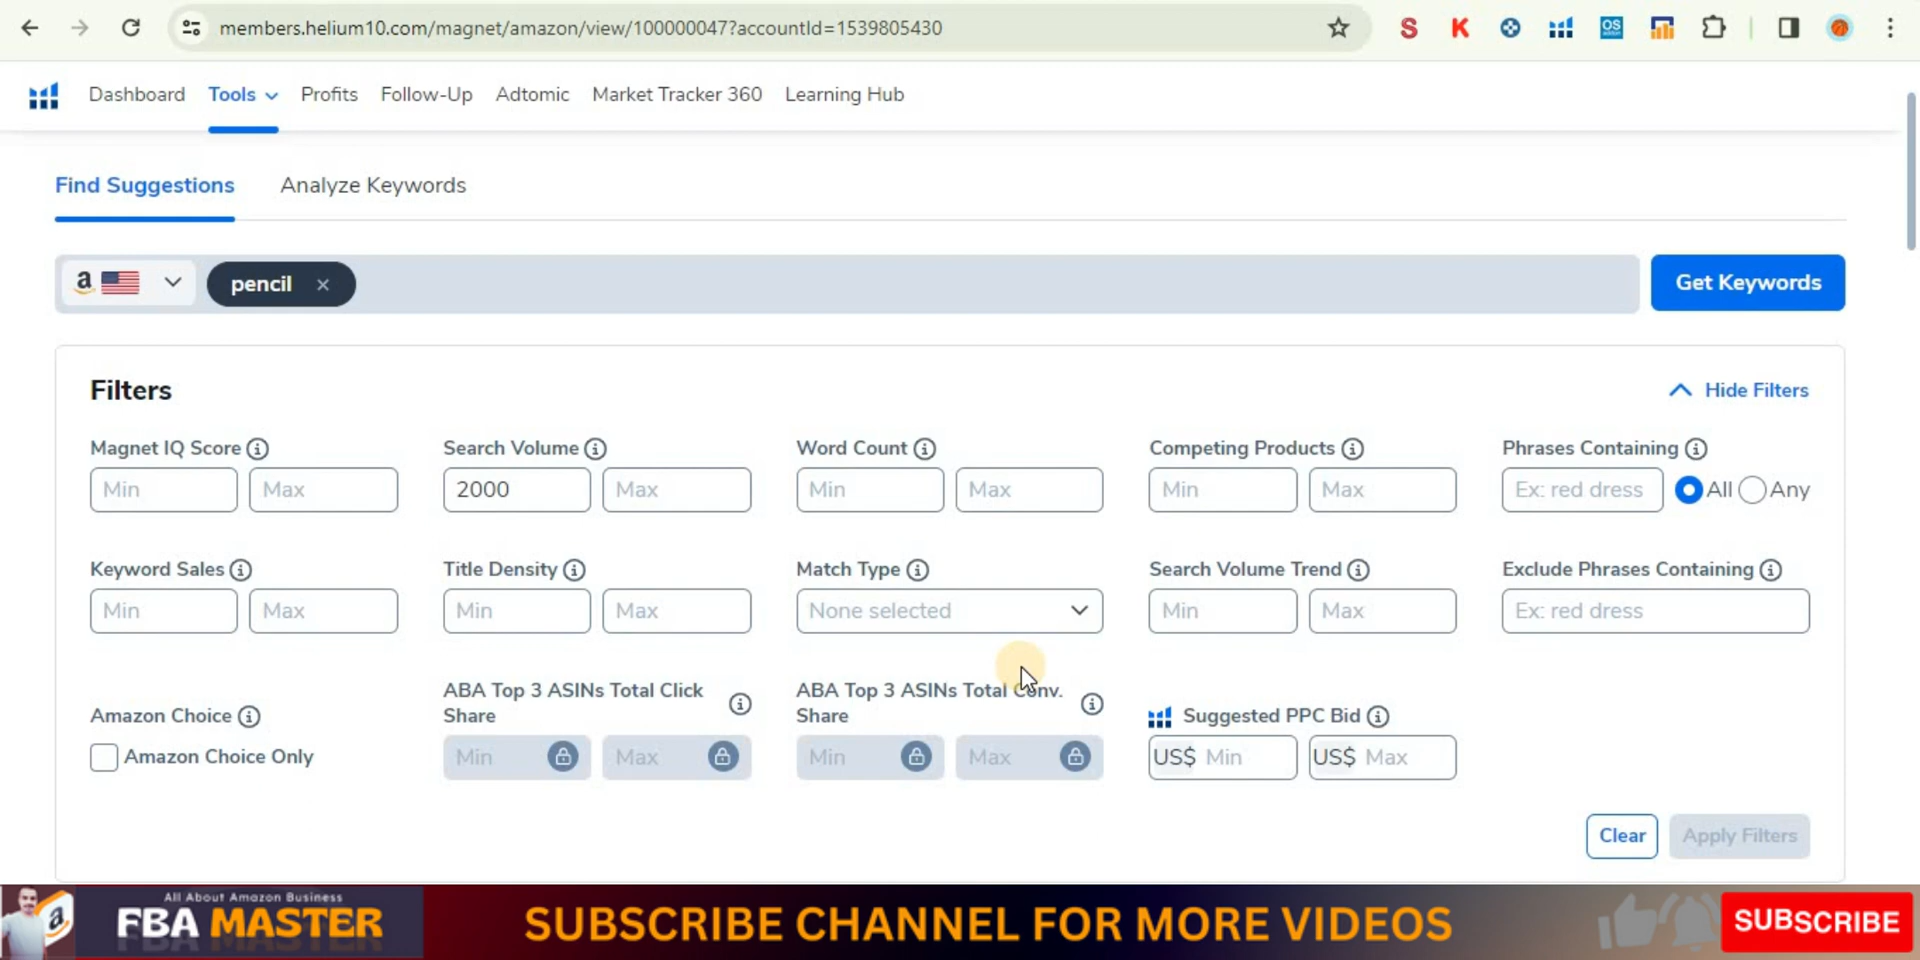 members.helium10.com/magnet/amazon/view/100000047?accountId=1539805430
S K OS
Dashboard Tools Profits Follow-Up Adtomic Market Tracker 360 Learning Hub
Find Suggestions Analyze Keywords
a pencil × Get Keywords
Filters Hide Filters
Magnet IQ Score Search Volume Word Count Competing Products Phrases Containing
Min Max 2000 Max Min Max Min Max Ex: red dress All Any
Keyword Sales Title Density Match Type Search Volume Trend Exclude Phrases Containing
Min Max Min Max None selected Min Max Ex: red dress
Amazon Choice ABA Top 3 ASINs Total Click Share ABA Top 3 ASINs Total Conv. Share Suggested PPC Bid
Amazon Choice Only Min Max Min Max US$ Min US$ Max
Clear Apply Filters
All About Amazon Business
FBA MASTER
SUBSCRIBE CHANNEL FOR MORE VIDEOS
SUBSCRIBE